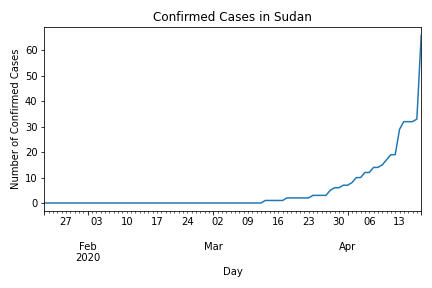 Confirmed Cases in Sudan
Number of Confirmed Cases
60
50
40
30
20
10
0
27 03 10 17 24 02 09 16 23 30 06 13
Feb Mar Apr
2020
Day